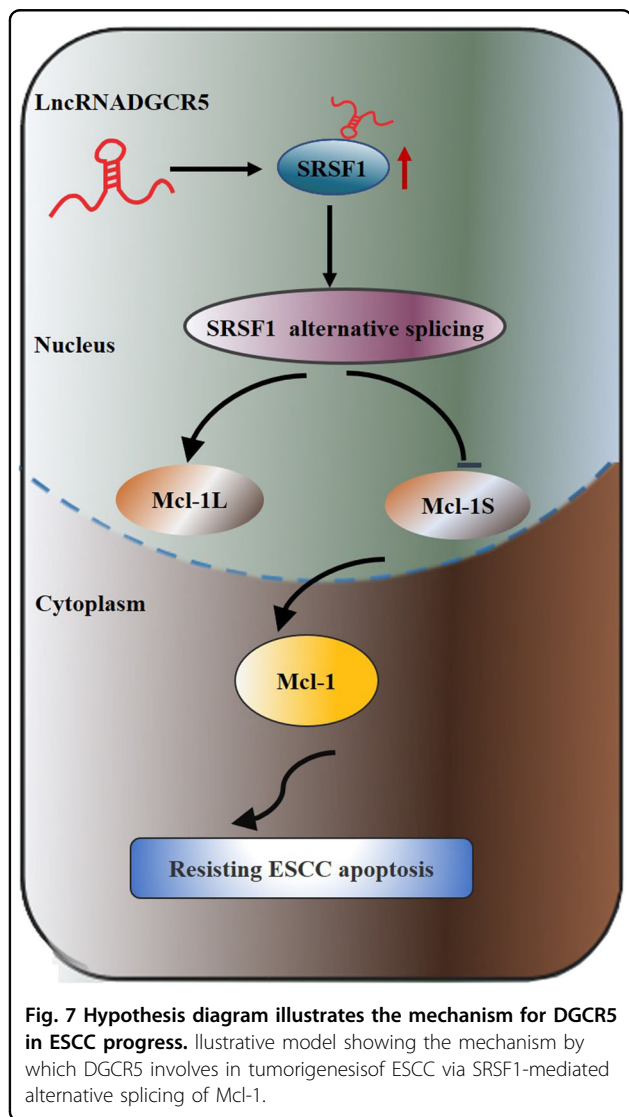 LncRNADGCR5
SRSF1
SRSF1 alternative splicing
Nucleus
Mcl-1L
Mcl-1S
Cytoplasm
Mcl-1
Resisting ESCC apoptosis
Fig. 7 Hypothesis diagram illustrates the mechanism for DGCR5
in ESCC progress. llustrative model showing the mechanism by
which DGCR5 involves in tumorigenesisof ESCC via SRSF1-mediated
alternative splicing of Mcl-1.